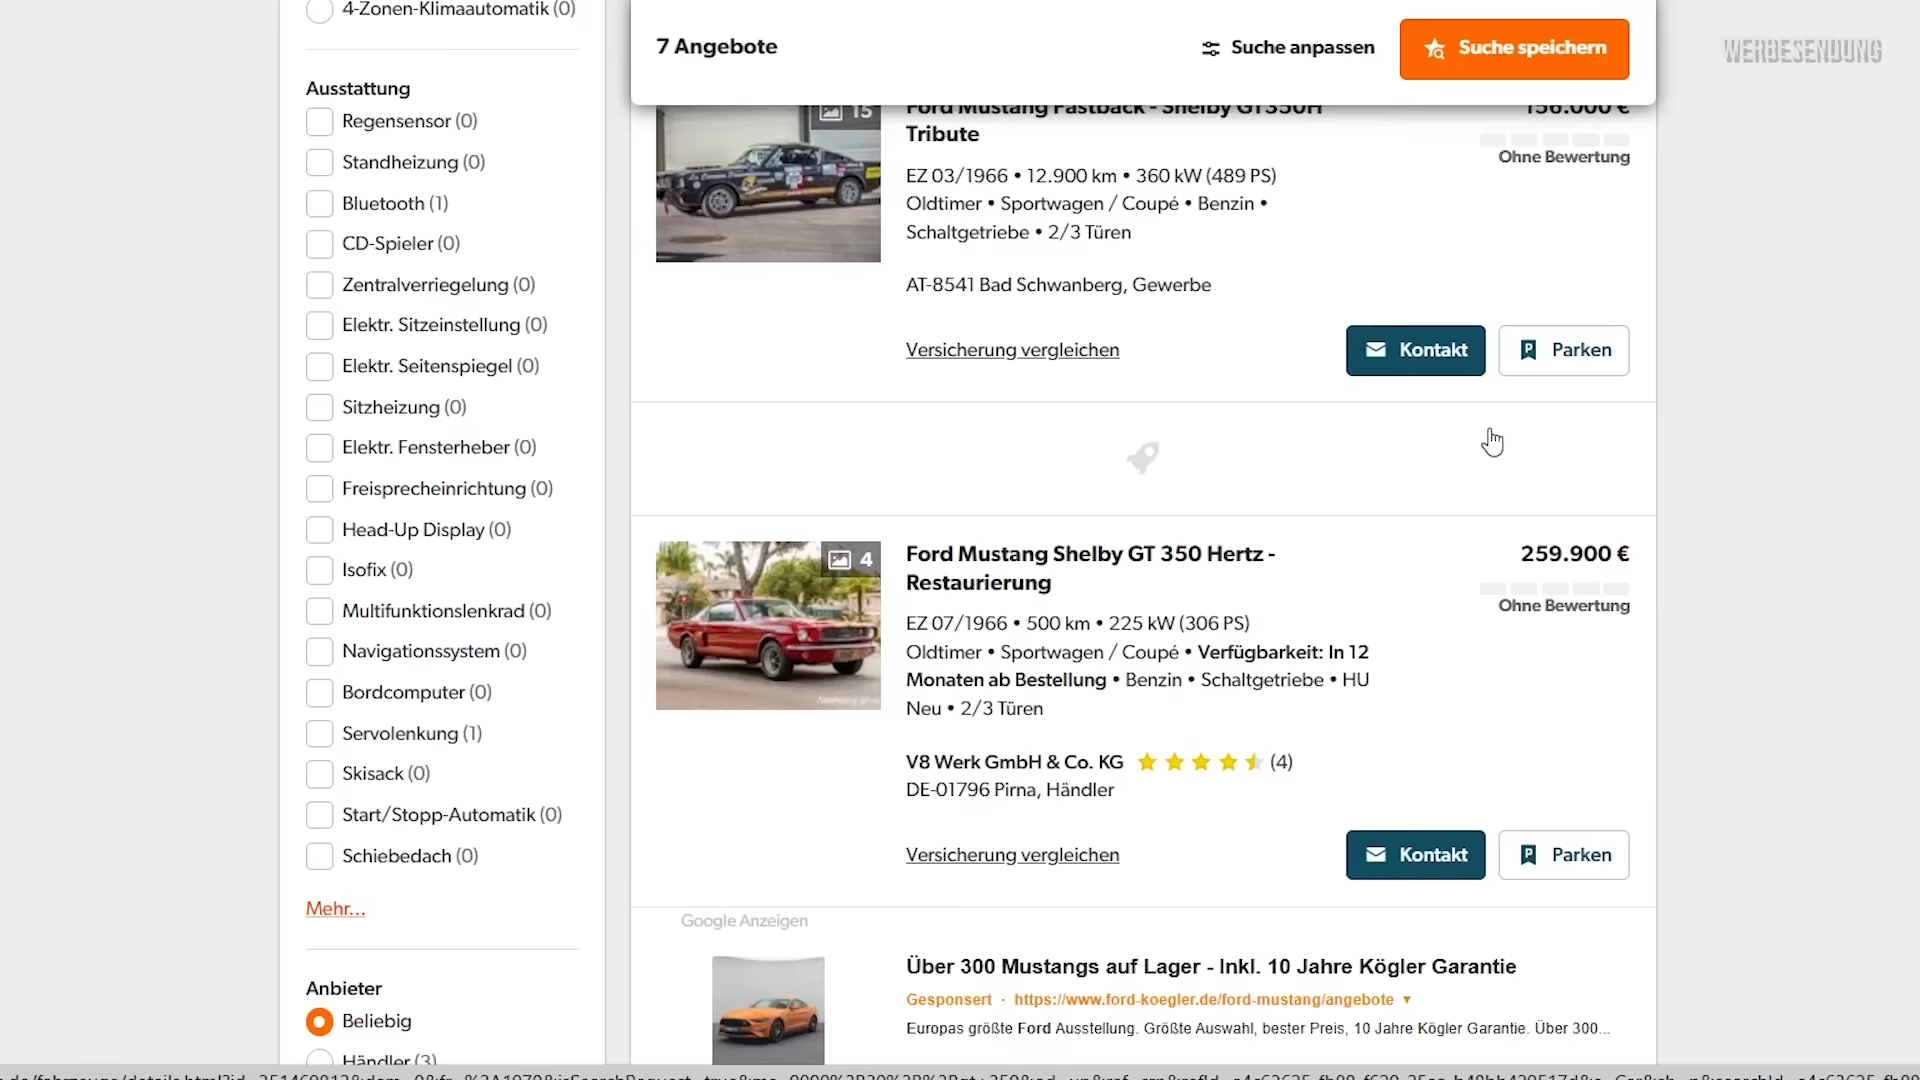 4-Zonen-Klimaautomatik (0)
Ausstattung
Regensensor (0)
Standheizung (0)
Bluetooth (1)
CD-Spieler (0)
Zentralverriegelung (0)
Elektr. Sitzeinstellung (0)
Elektr. Seitenspiegel (0)
Sitzheizung (0)
Elektr. Fensterheber (0)
Freisprecheinrichtung (0)
Head-Up Display (0)
Isofix (0)
Multifunktionslenkrad (0)
Navigationssystem (0)
Bordcomputer (0)
Servolenkung (1)
Skisack (0)
Start/Stopp-Automatik (0)
Schiebedach (0)
Mehr...
Anbieter
Beliebig
Händler (3)
7 Angebote
Suche anpassen
Suche speichern
WERBESENDUNG
15
Ford Mustang Fastback - Shelby GT350H
Tribute
156.000 €
Ohne Bewertung
EZ 03/1966 • 12.900 km • 360 kW (489 PS)
Oldtimer • Sportwagen / Coupé • Benzin •
Schaltgetriebe • 2/3 Türen
AT-8541 Bad Schwanberg, Gewerbe
Versicherung vergleichen
Kontakt
Parken
4
Ford Mustang Shelby GT 350 Hertz -
Restaurierung
259.900 €
Ohne Bewertung
EZ 07/1966 • 500 km • 225 kW (306 PS)
Oldtimer • Sportwagen / Coupé • Verfügbarkeit: In 12
Monaten ab Bestellung • Benzin • Schaltgetriebe • HU
Neu • 2/3 Türen
V8 Werk GmbH & Co. KG (4)
DE-01796 Pirna, Händler
Versicherung vergleichen
Kontakt
Parken
Google Anzeigen
Über 300 Mustangs auf Lager - Inkl. 10 Jahre Kögler Garantie
Gesponsert · https://www.ford-koegler.de/ford-mustang/angebote
Europas größte Ford Ausstellung. Größte Auswahl, bester Preis, 10 Jahre Kögler Garantie. Über 300...